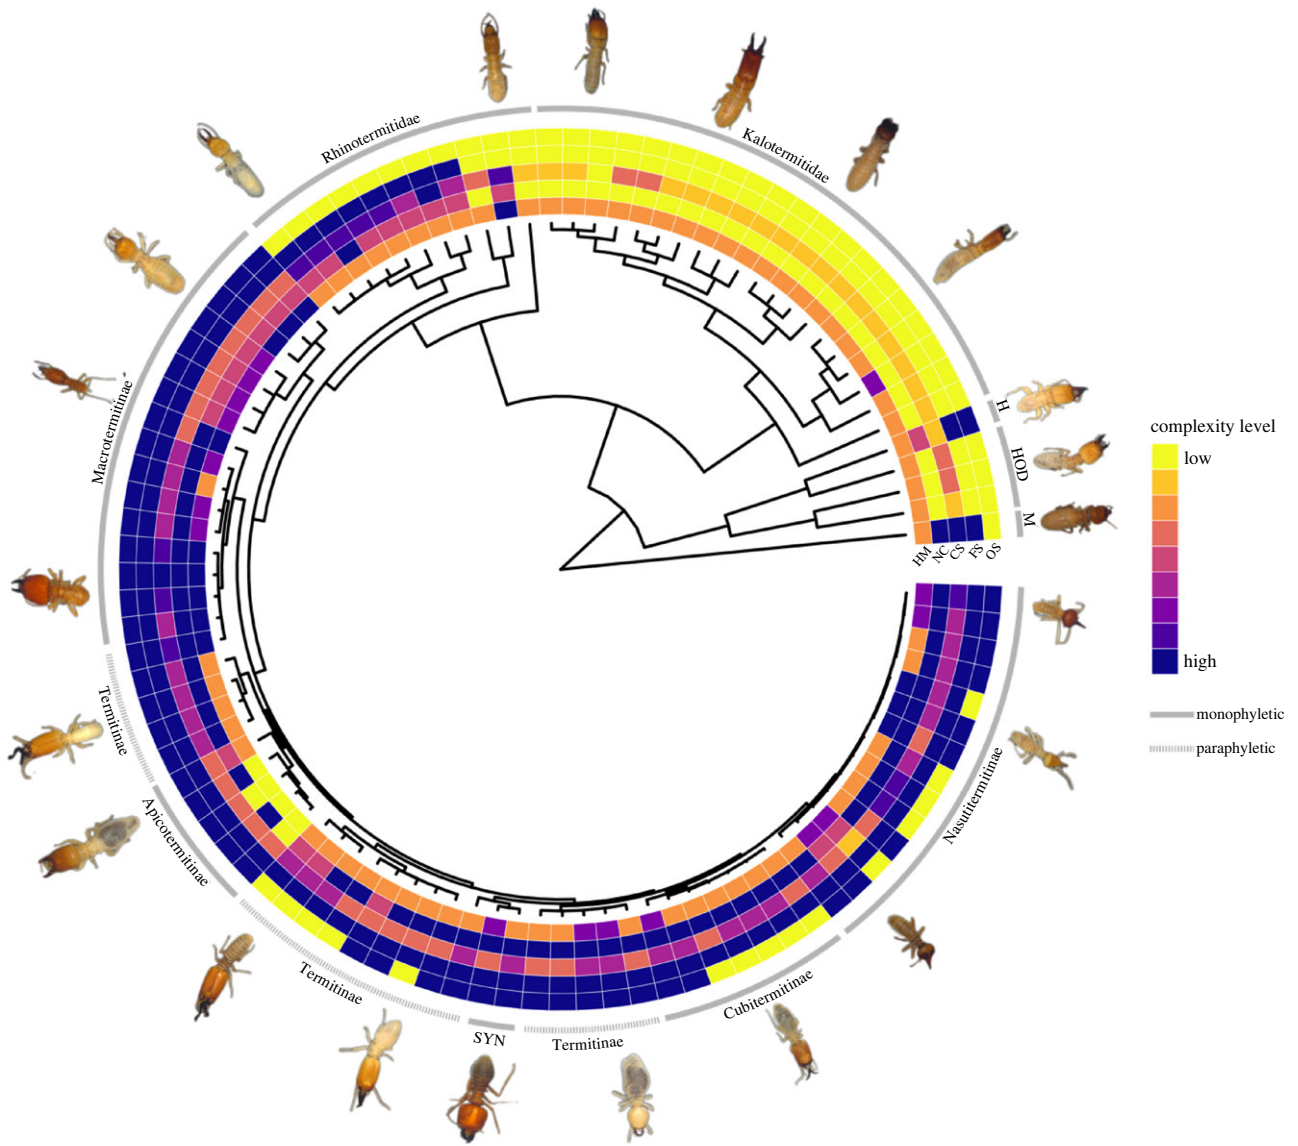 Rhinotermitidae
Kalotermitidae
H
HOD
M
HM
NC
CS
FS
OS
complexity level
low
high
monophyletic
paraphyletic
Macrotermitinae
Termitinae
Apicotermitinae
Termitinae
SYN
Termitinae
Cubitermitinae
Nasutitermitinae